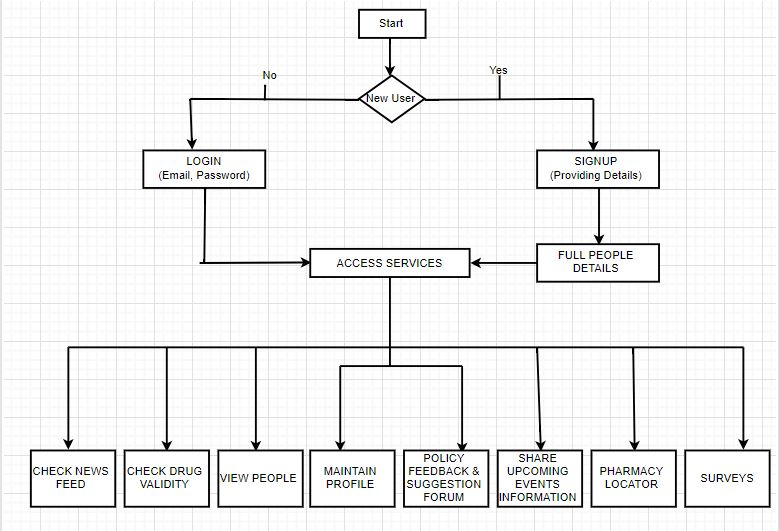 Start
No
Yes
New User
LOGIN
(Email, Password)
SIGNUP
(Providing Details)
ACCESS SERVICES
FULL PEOPLE
DETAILS
CHECK NEWS
FEED
CHECK DRUG
VALIDITY
VIEW PEOPLE
MAINTAIN
PROFILE
POLICY
FEEDBACK &
SUGGESTION
FORUM
SHARE
UPCOMING
EVENTS
INFORMATION
PHARMACY
LOCATOR
SURVEYS